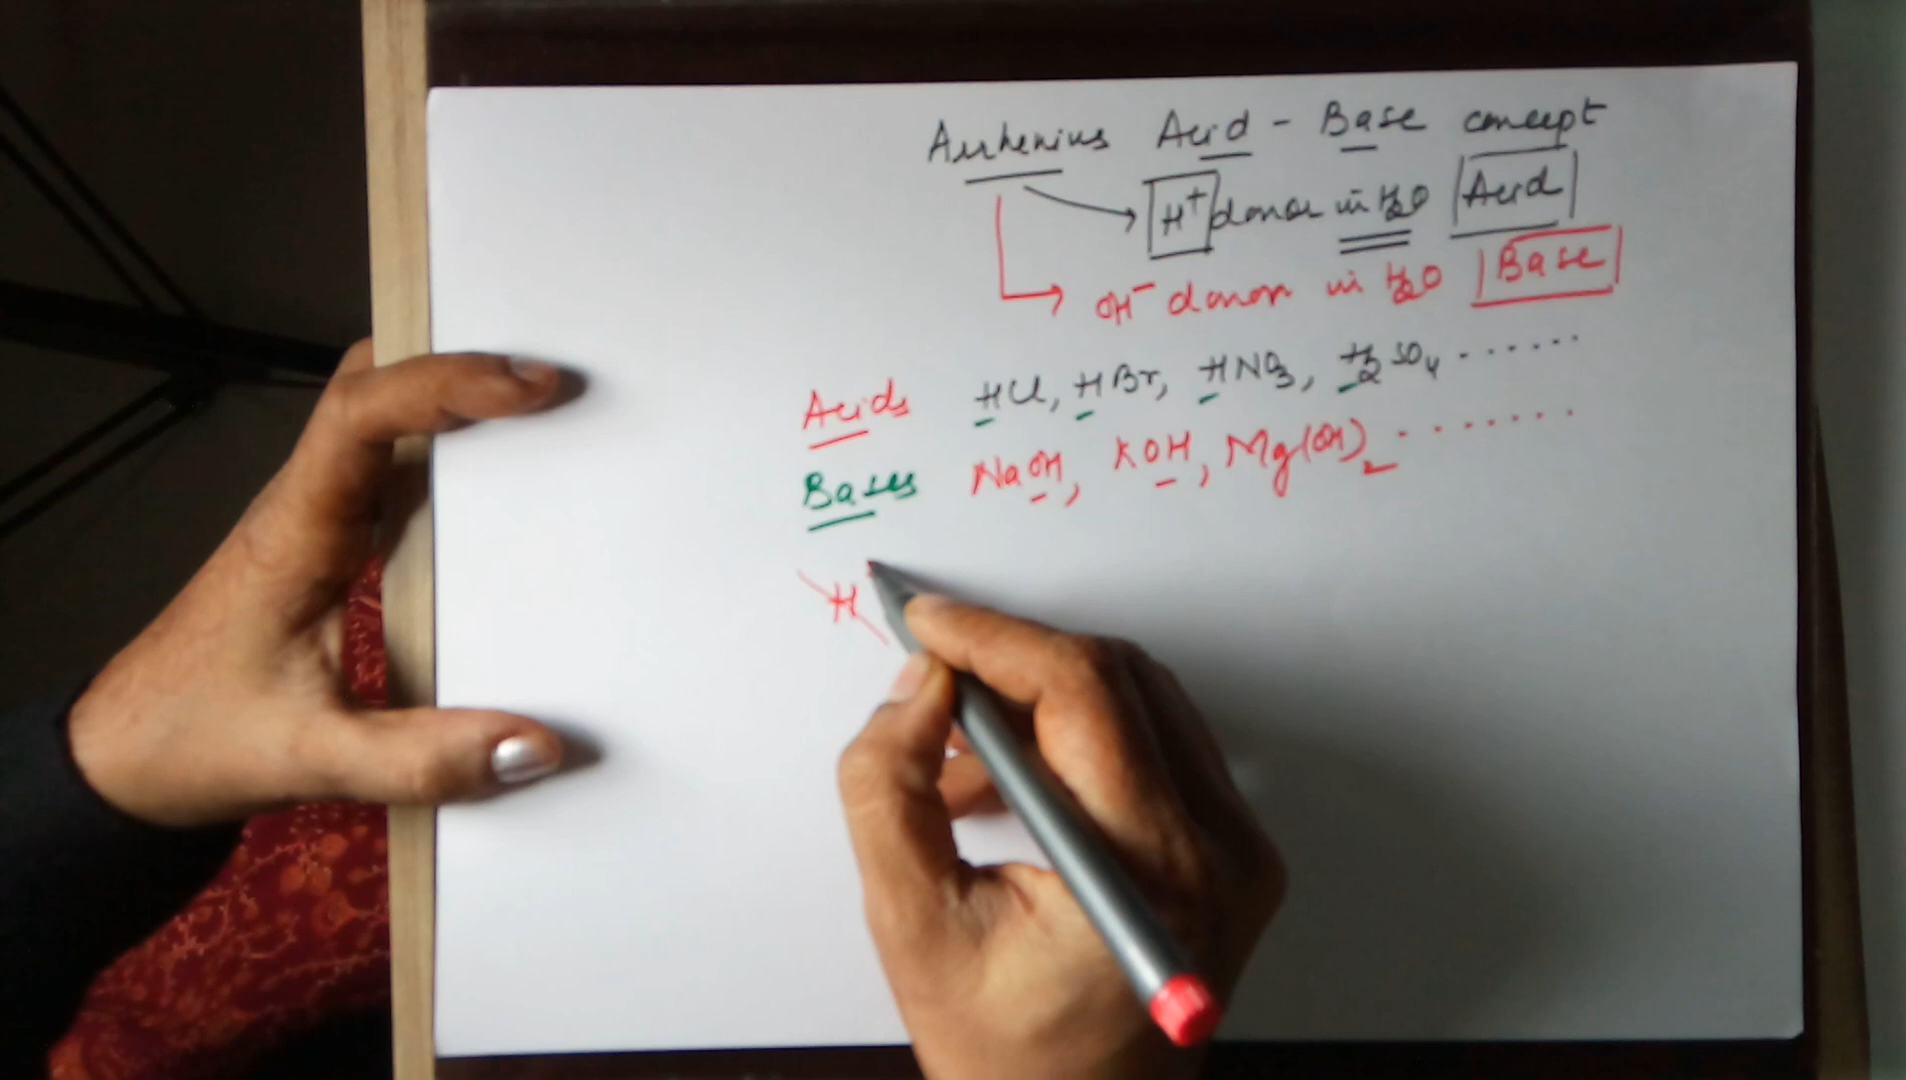 Arrhenius Acid - Base concept
H⁺ donor in H₂O Acid
OH⁻ donor in H₂O Base
Acids HCl, HBr, HNO₃, H₂SO₄ ......
Bases NaOH, KOH, Mg(OH)₂ .......
H